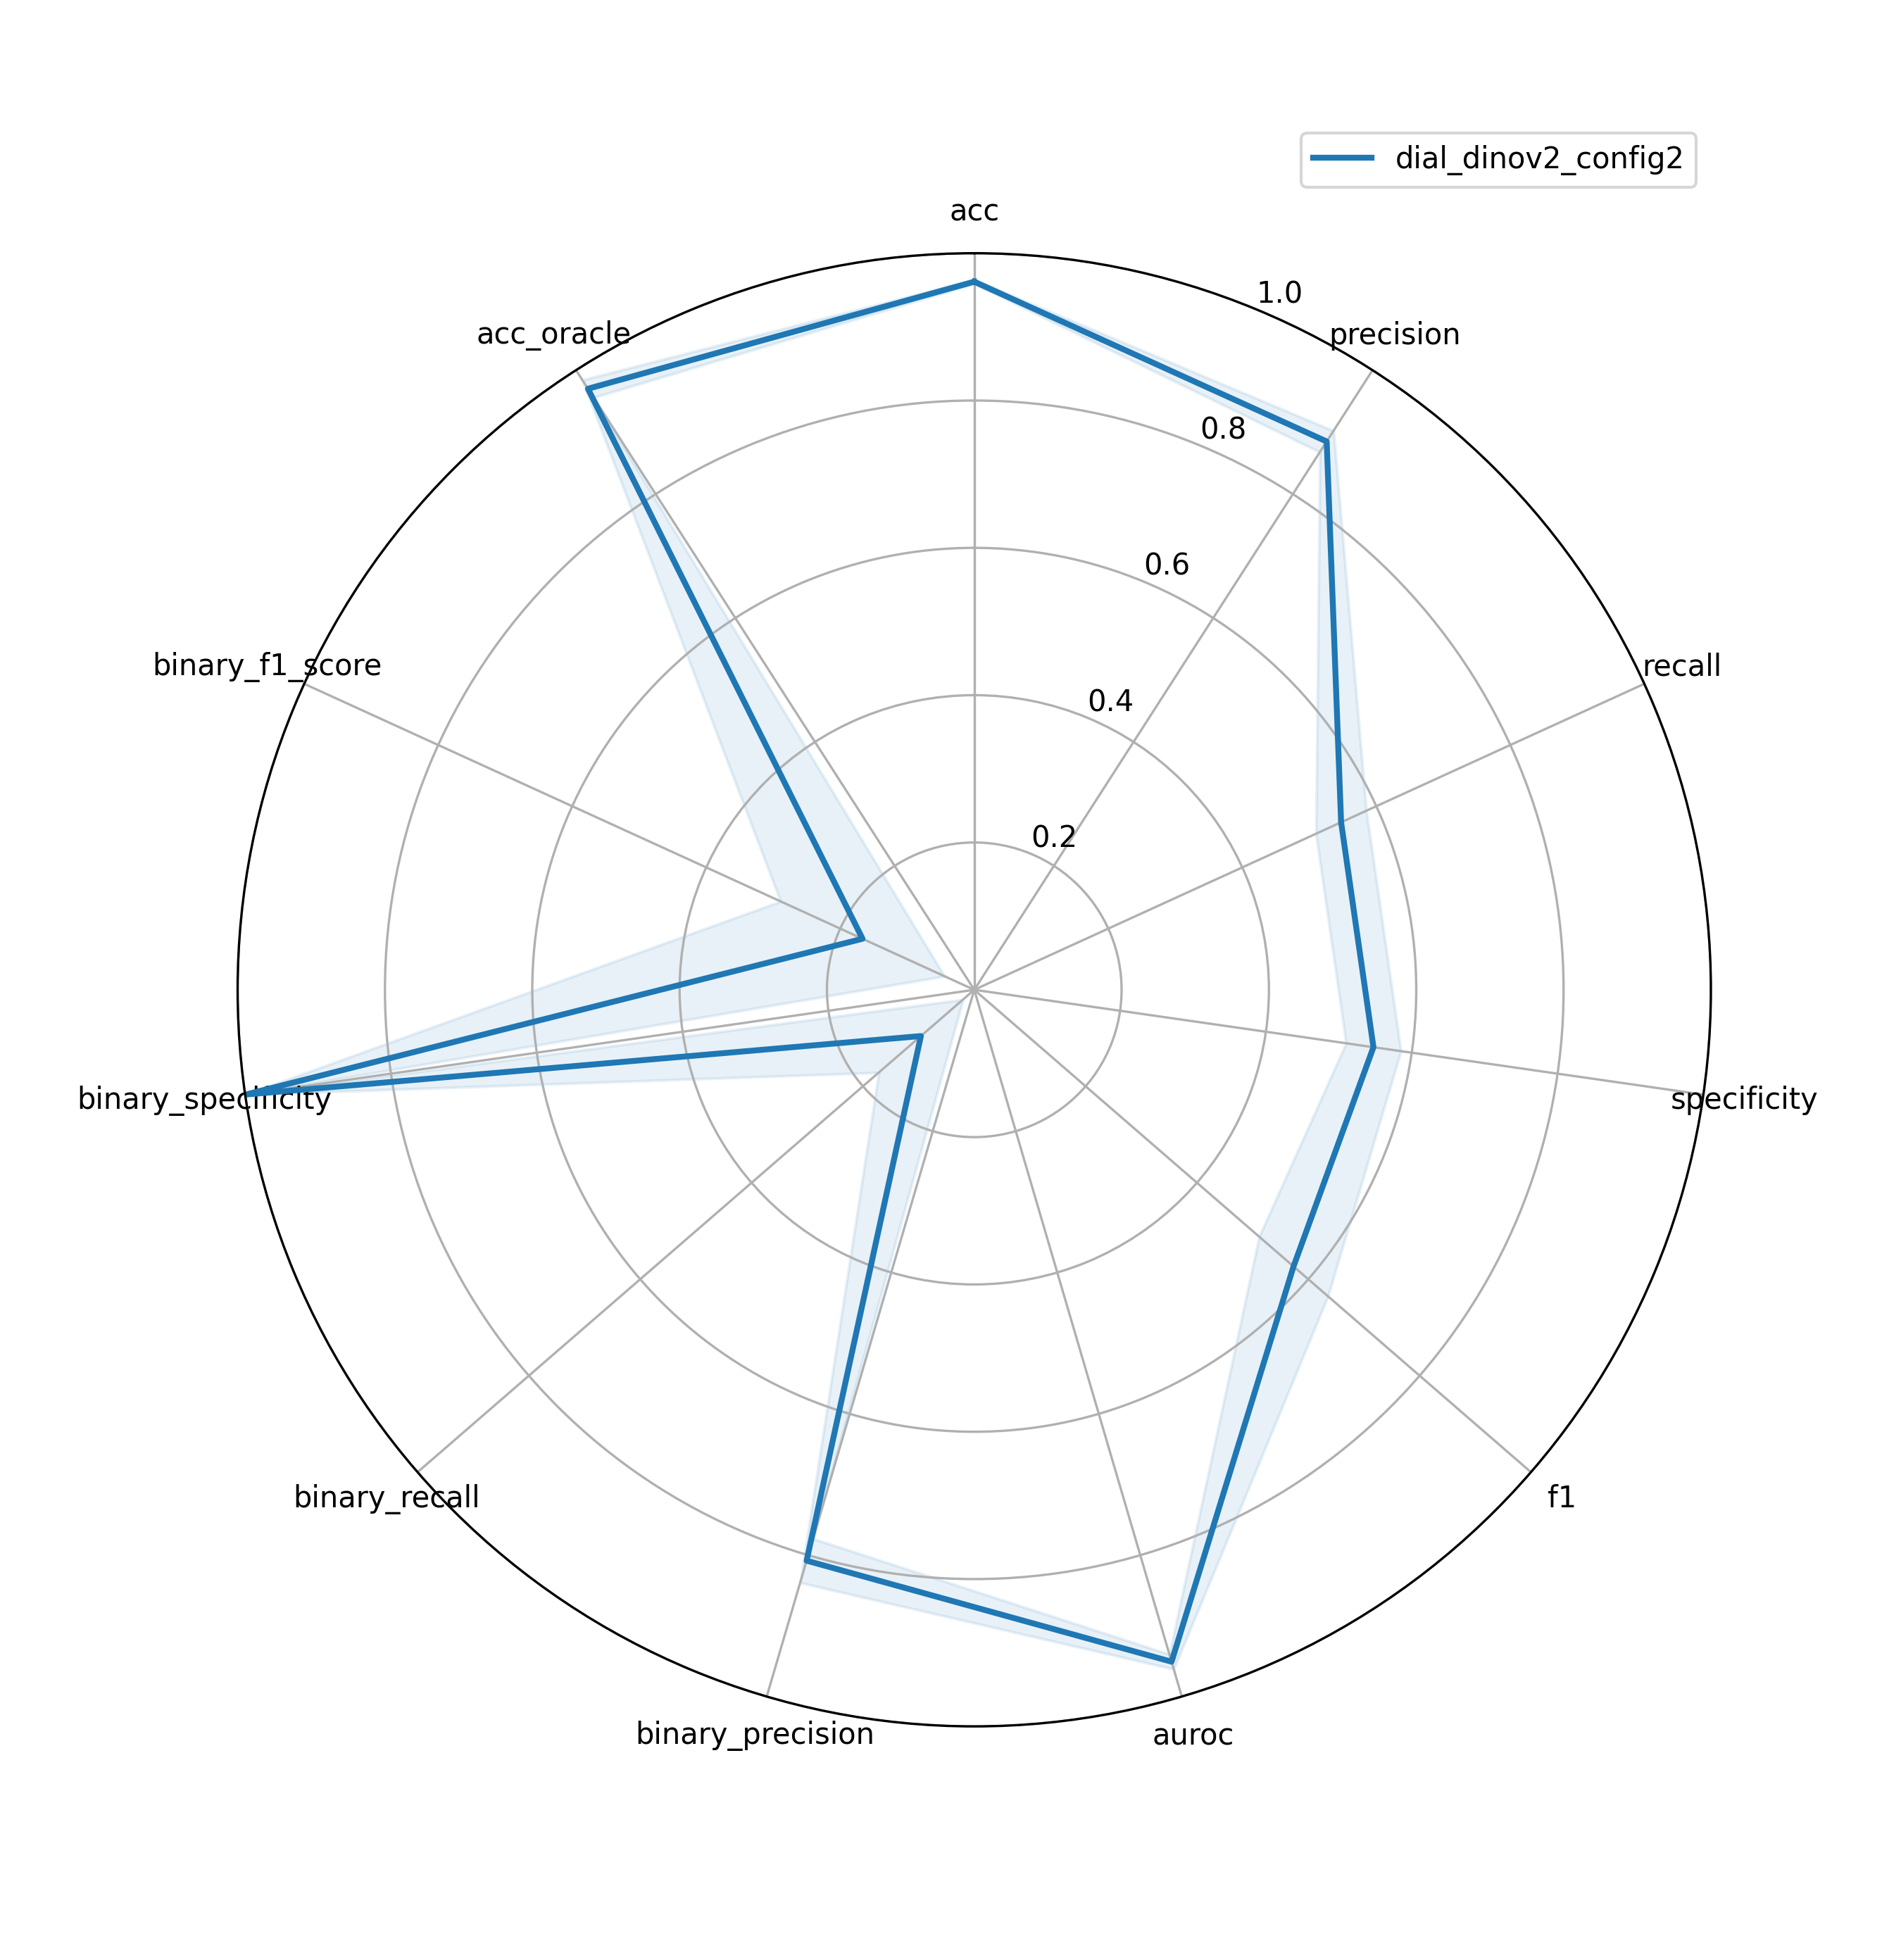 dial_dinov2_config2
acc
1.0
acc_oracle
precision
0.8
0.6
binary_f1_score
recall
0.4
0.2
binary_specificity
specificity
binary_recall
f1
binary_precision
auroc